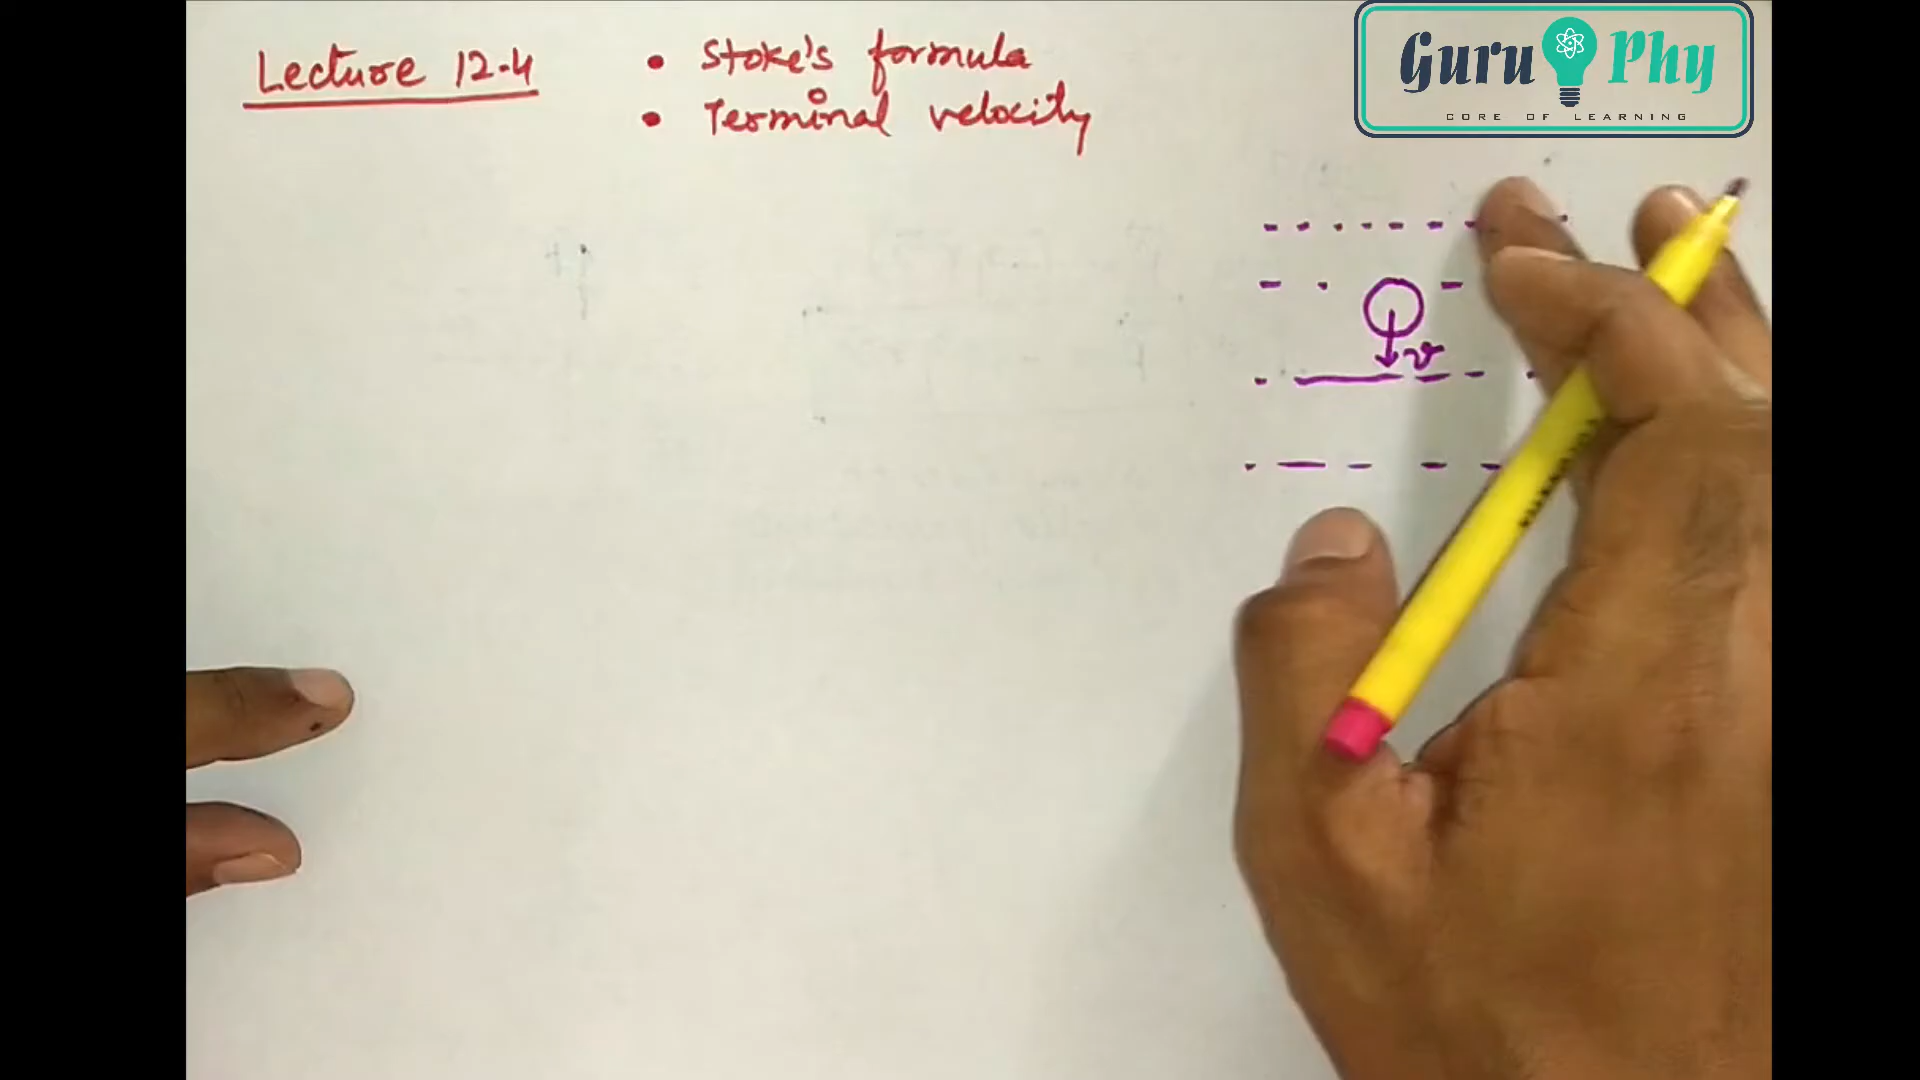 Lecture 12.4
• Stoke's formula
• Terminal velocity
Guru Phy
CORE OF LEARNING
v